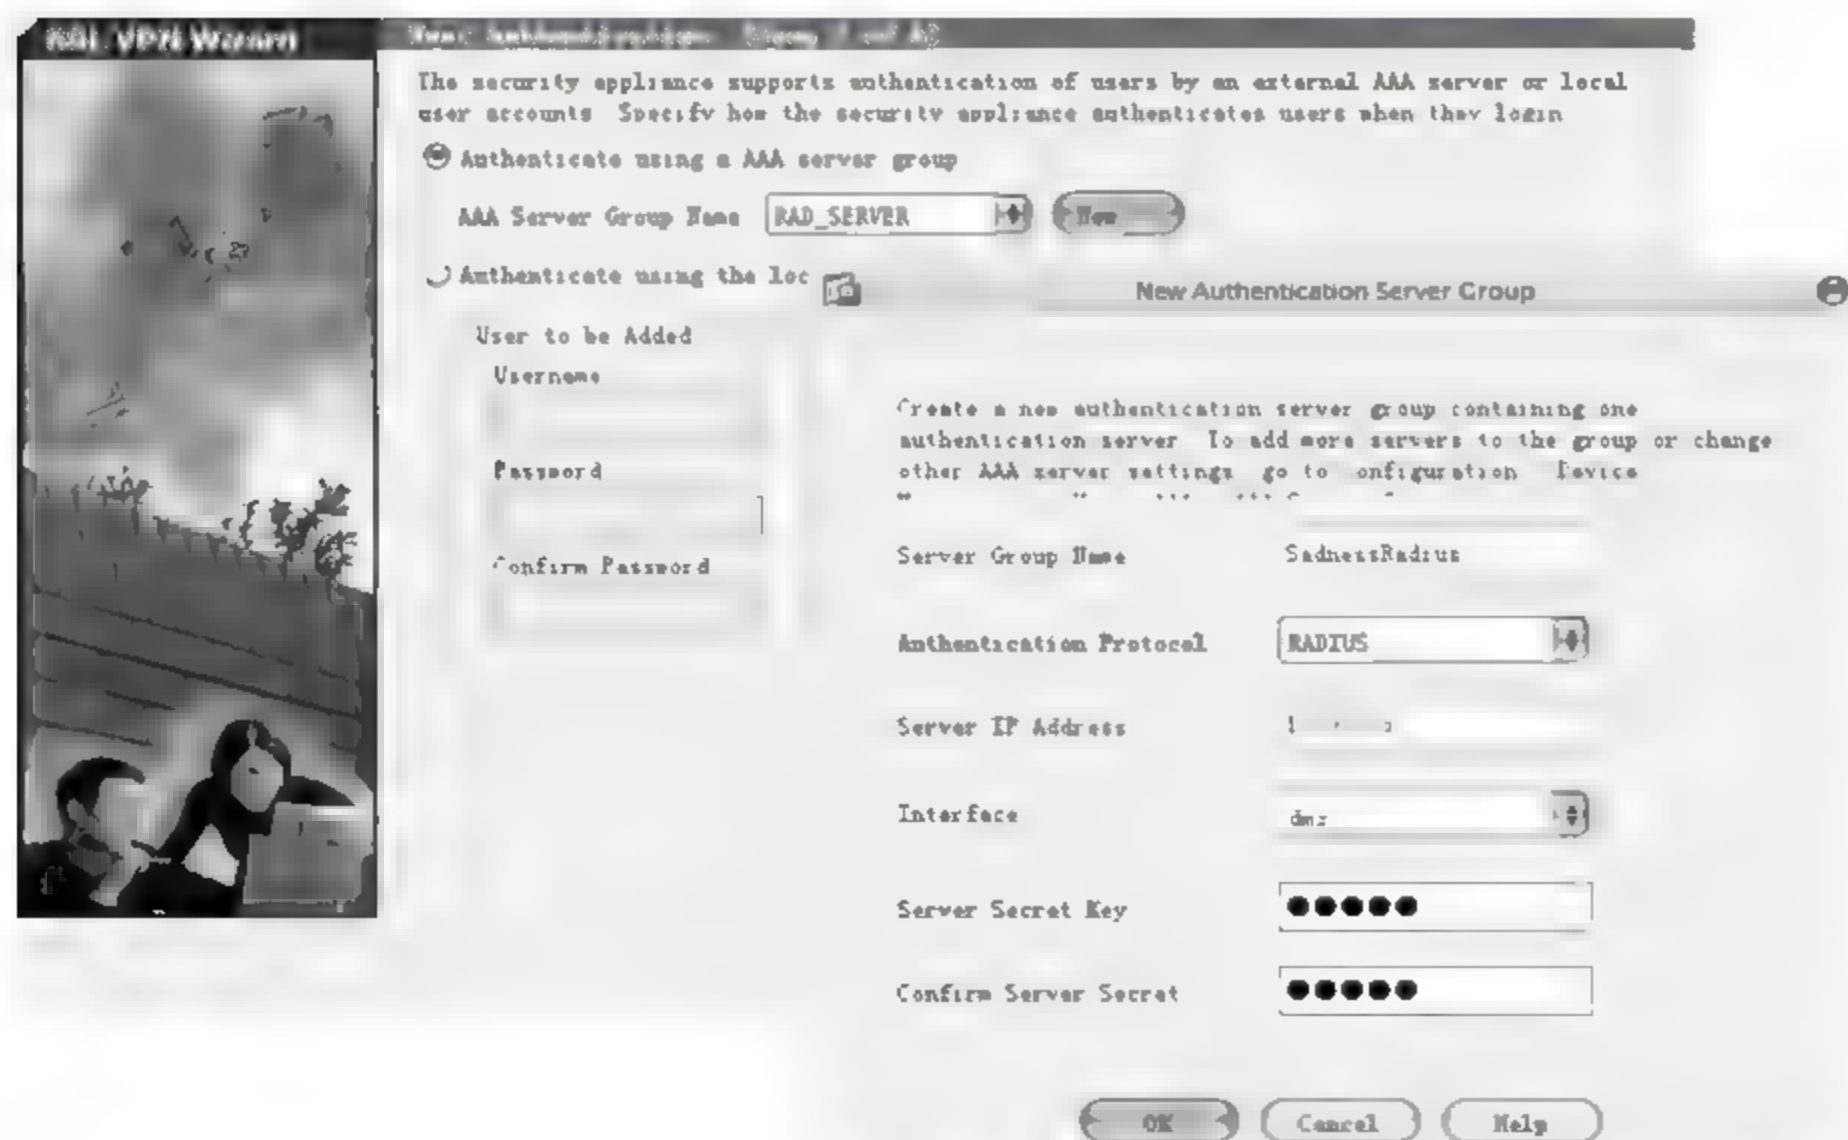 SSL VPN Wizard
User Authentication
The security appliance supports authentication of users by an external AAA server or local
user accounts Specify how the security appliance authenticates users when they login
Authenticate using a AAA server group
AAA Server Group Name RAD_SERVER New
Authenticate using the loc
New Authentication Server Group
User to be Added
Username
Create a new authentication server group containing one
authentication server To add more servers to the group or change
Password
other AAA server settings go to onfiguration Device
Server Group Name SadnessRadius
Confirm Password
Authentication Protocol RADIUS
Server IP Address
Interface dmz
Server Secret Key
Confirm Server Secret
OK Cancel Help